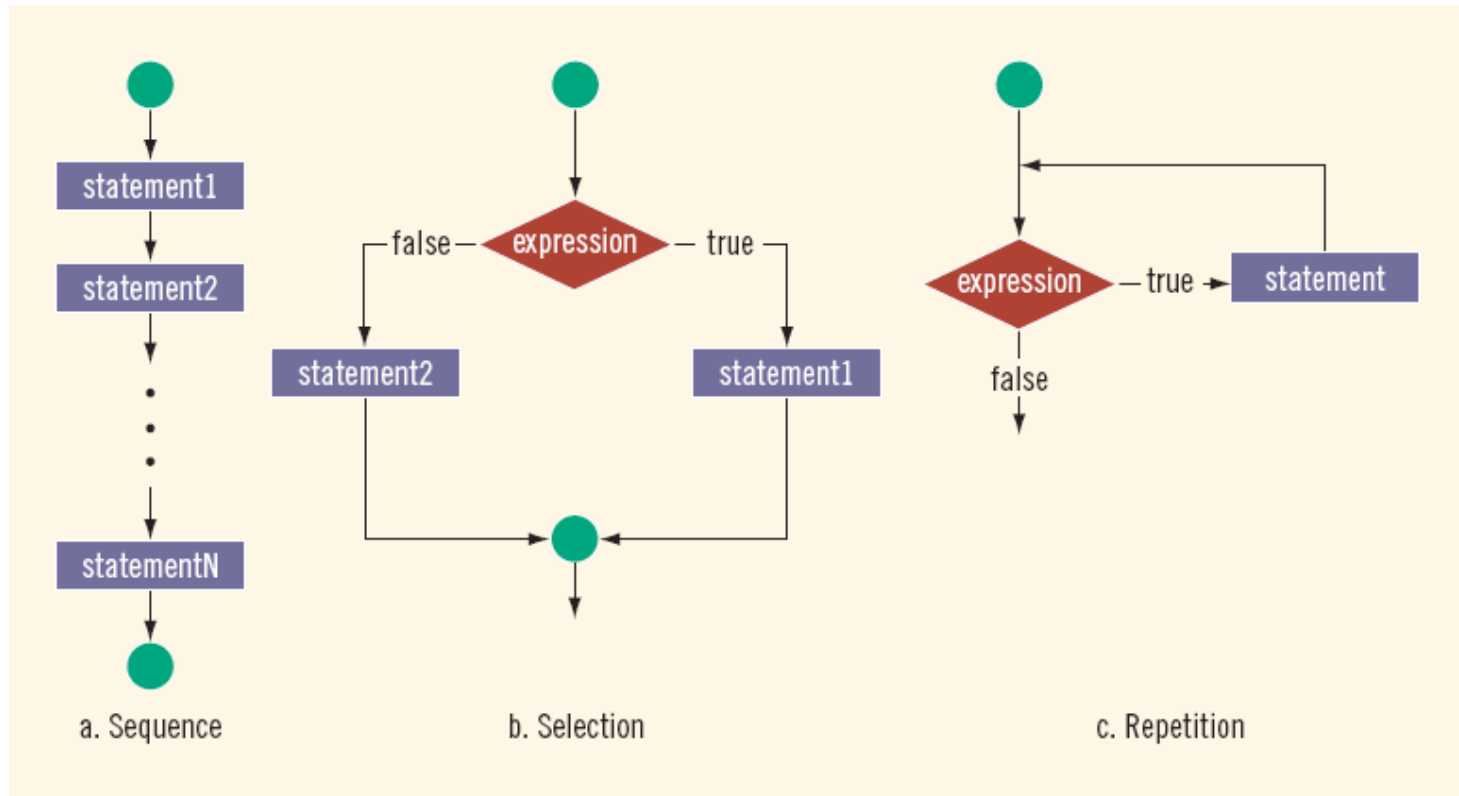 statement1
statement2
statementN
a. Sequence
false
expression
true
statement2
statement1
b. Selection
expression
true
statement
false
c. Repetition